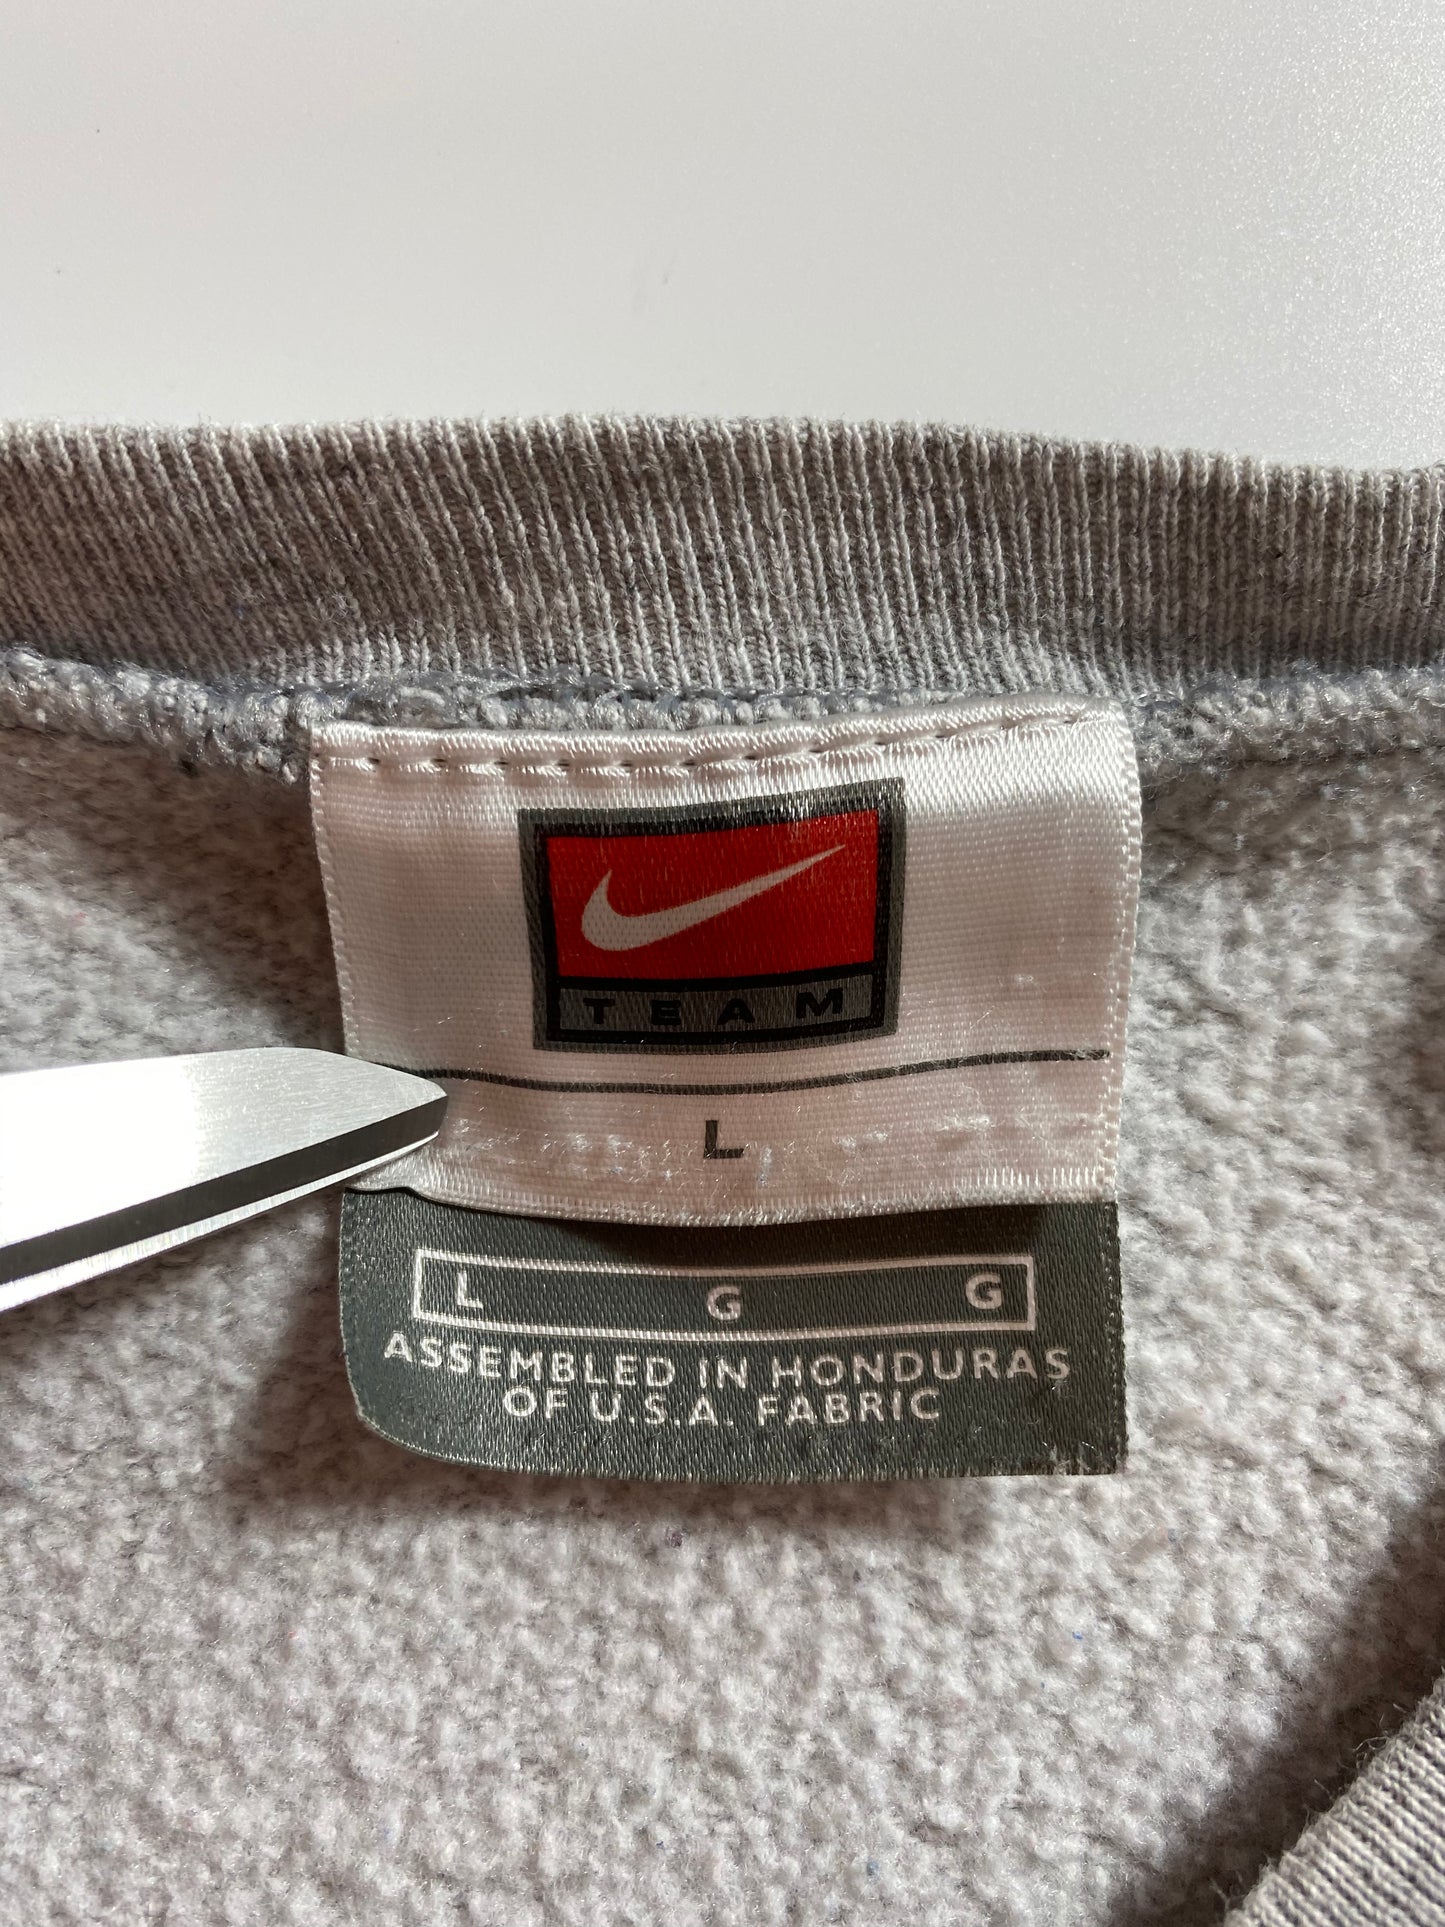 TEAM
L
L G G
ASSEMBLED IN HONDURAS
OF U.S.A. FABRIC